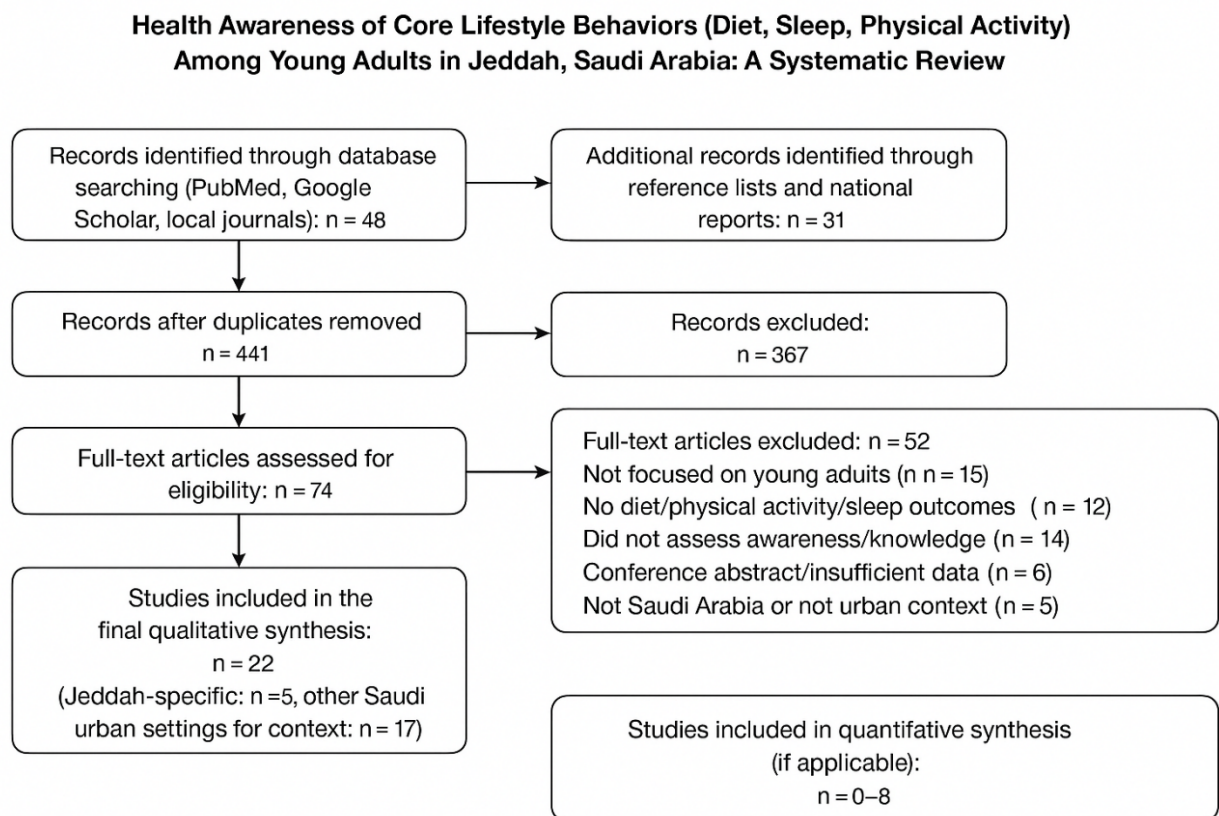 Health Awareness of Core Lifestyle Behaviors (Diet, Sleep, Physical Activity)
Among Young Adults in Jeddah, Saudi Arabia: A Systematic Review
Records identified through database
searching (PubMed, Google
Scholar, local journals): n = 48
Additional records identified through
reference lists and national
reports: n = 31
Records after duplicates removed
n = 441
Records excluded:
n = 367
Full-text articles assessed for
eligibility: n = 74
Full-text articles excluded: n = 52
Not focused on young aduits (n n = 15)
No diet/physical activity/sleep outcomes ( n = 12)
Did not assess awareness/knowledge (n = 14)
Conference abstract/insufficient data (n = 6)
Not Saudi Arabia or not urban context (n = 5)
Studies included in the
final qualitative synthesis:
n = 22
(Jeddah-specific: n =5, other Saudi
urban settings for context: n = 17)
Studies included in quantifative synthesis
(if applicable):
n = 0–8